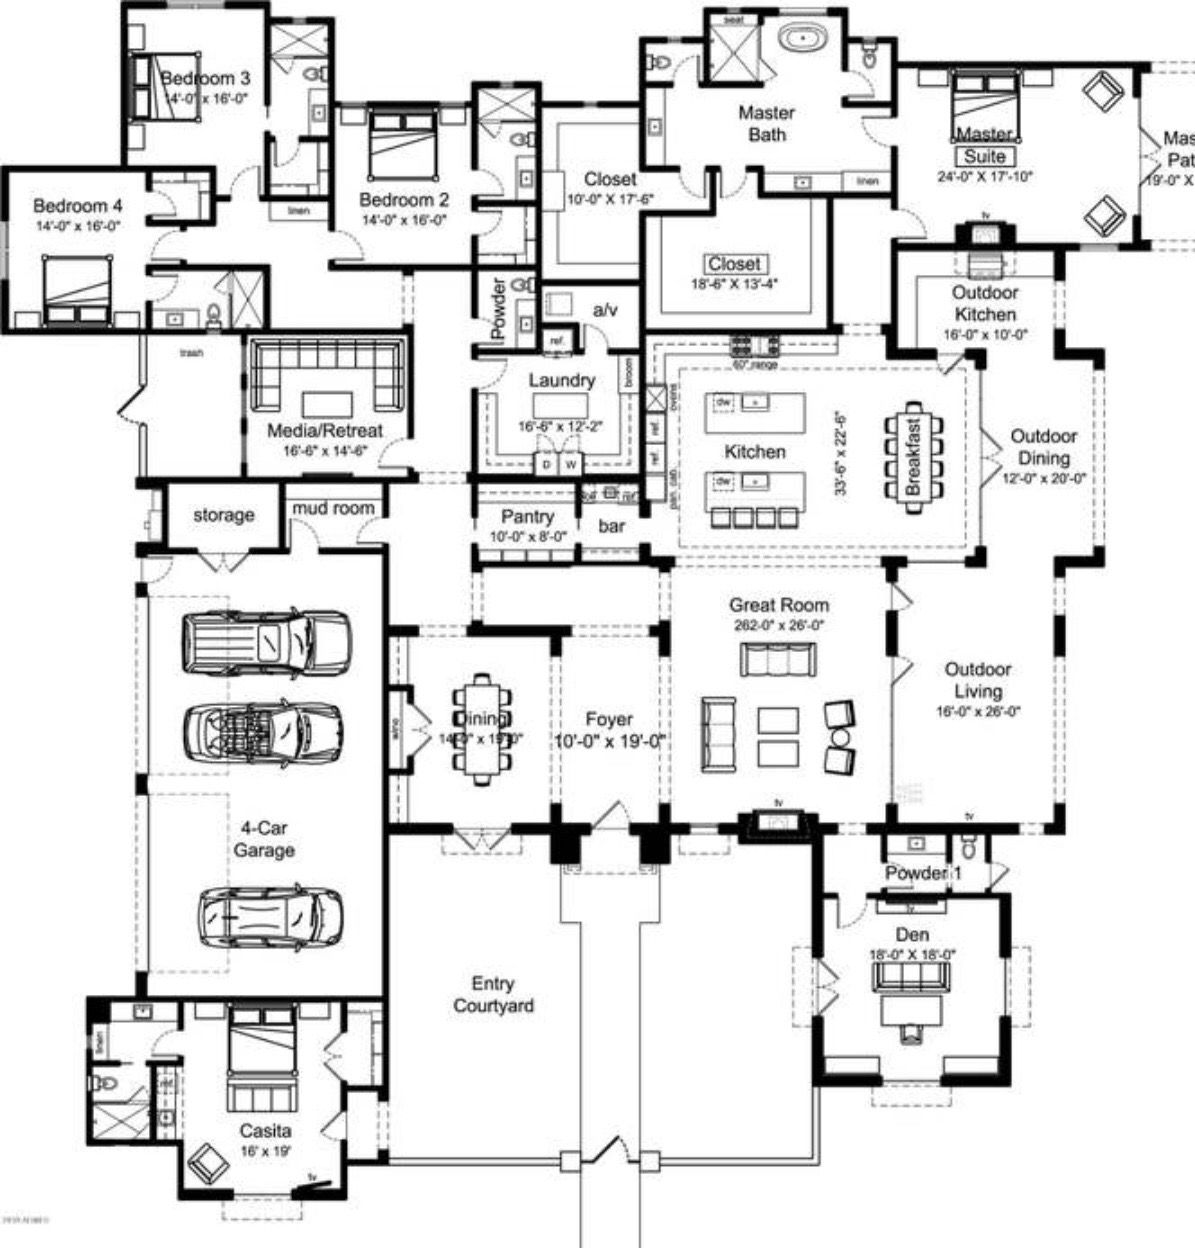 seat
Bedroom 3
14'-0" x 16'-0"
Master
Bath
Master
Suite
24'-0" X 17'-10"
Mas
Pat
19'-0" X
Closet
10'-0" X 17'-6"
linen
Bedroom 2
14'-0" x 16'-0"
Bedroom 4
14'-0" x 16'-0"
linen
tv
Closet
18'-6" X 13'-4"
Outdoor
Kitchen
16'-0" x 10'-0"
Powder
a/v
ref.
trash
60" range
Laundry
16'-6" x 12'-2"
broom
D W
ovens
ref.
ref.
pan. cab.
dw
Kitchen
dw
33'-6" x 22'-6"
Breakfast
Outdoor
Dining
12'-0" x 20'-0"
Media/Retreat
16'-6" x 14'-6"
storage
mud room
Pantry
10'-0" x 8'-0"
ref.
bar
Great Room
262-0" x 26'-0"
Outdoor
Living
16'-0" x 26'-0"
wine
Dining
14'-0" x 19'-0"
Foyer
10'-0" x 19'-0"
tv
tv
4-Car
Garage
Powder 1
tv
Den
18'-0" X 18'-0"
Entry
Courtyard
linen
ref.
Casita
16' x 19'
tv